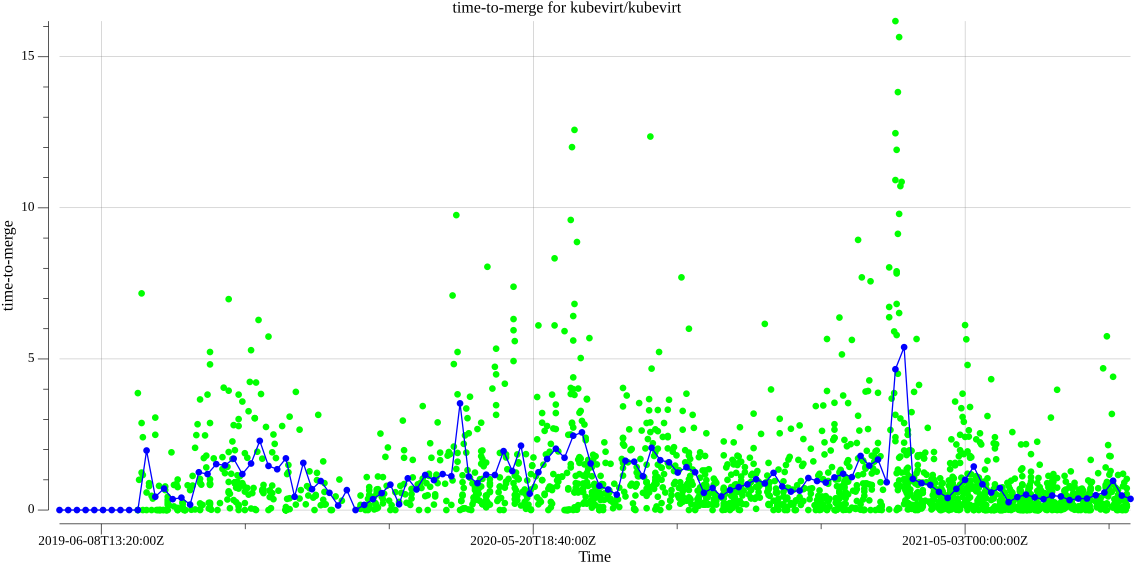 time-to-merge for kubevirt/kubevirt
15
10
5
0
time-to-merge
2019-06-08T13:20:00Z
2020-05-20T18:40:00Z
2021-05-03T00:00:00Z
Time